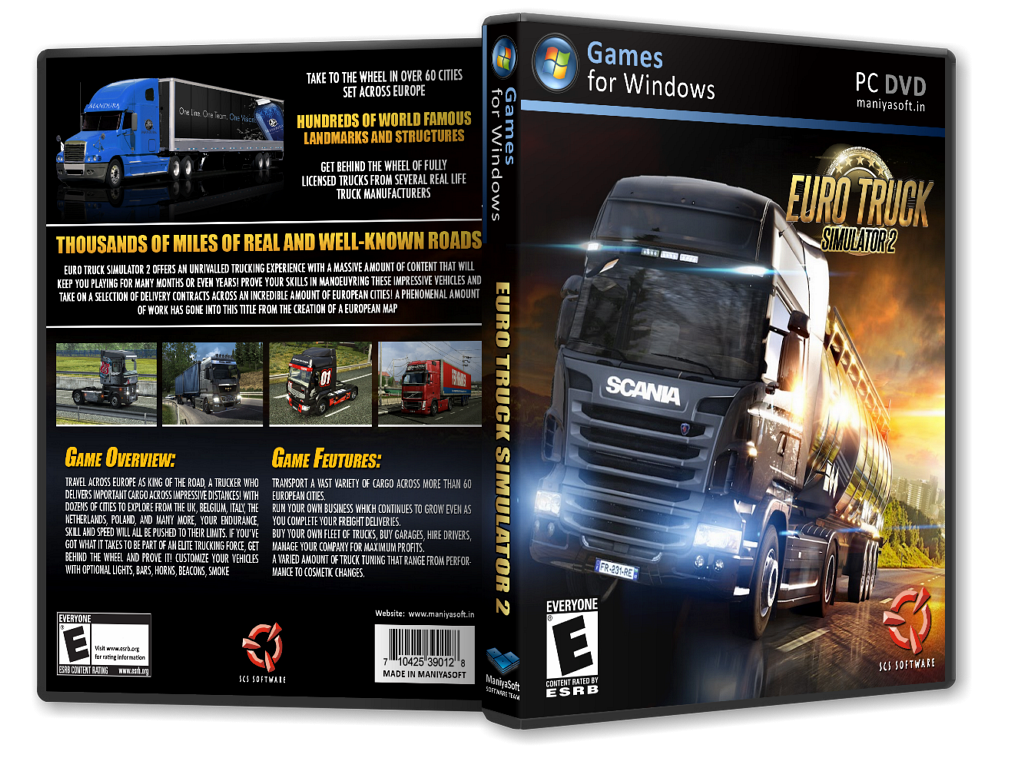 TAKE TO THE WHEEL IN OVER 60 CITIES
SET ACROSS EUROPE
HUNDREDS OF WORLD FAMOUS
LANDMARKS AND STRUCTURES
GET BEHIND THE WHEEL OF FULLY
LICENSED TRUCKS FROM SEVERAL REAL LIFE
TRUCK MANUFACTURERS
One Line. One Team. One Vision
THOUSANDS OF MILES OF REAL AND WELL-KNOWN ROADS
EURO TRUCK SIMULATOR 2 OFFERS AN UNRIVALLED TRUCKING EXPERIENCE WITH A MASSIVE AMOUNT OF CONTENT THAT WILL
KEEP YOU PLAYING FOR MANY MONTHS OR EVEN YEARS! PROVE YOUR SKILLS IN MANOEUVRING THESE IMPRESSIVE VEHICLES AND
TAKE ON A SELECTION OF DELIVERY CONTRACTS ACROSS AN INCREDIBLE AMOUNT OF EUROPEAN CITIES! A PHENOMENAL AMOUNT
OF WORK HAS GONE INTO THIS TITLE FROM THE CREATION OF A EUROPEAN MAP
01
GAME OVERVIEW:
TRAVEL ACROSS EUROPE AS KING OF THE ROAD, A TRUCKER WHO
DELIVERS IMPORTANT CARGO ACROSS IMPRESSIVE DISTANCES! WITH
DOZENS OF CITIES TO EXPLORE FROM THE UK, BELGIUM, ITALY, THE
NETHERLANDS, POLAND, AND MANY MORE, YOUR ENDURANCE,
SKILL AND SPEED WILL ALL BE PUSHED TO THEIR LIMITS. IF YOU'VE
GOT WHAT IT TAKES TO BE PART OF AN ELITE TRUCKING FORCE, GET
BEHIND THE WHEEL AND PROVE IT! CUSTOMIZE YOUR VEHICLES
WITH OPTIONAL LIGHTS, BARS, HORNS, BEACONS, SMOKE
GAME FEUTURES:
TRANSPORT A VAST VARIETY OF CARGO ACROSS MORE THAN 60
EUROPEAN CITIES.
RUN YOUR OWN BUSINESS WHICH CONTINUES TO GROW EVEN AS
YOU COMPLETE YOUR FREIGHT DELIVERIES.
BUY YOUR OWN FLEET OF TRUCKS, BUY GARAGES, HIRE DRIVERS,
MANAGE YOUR COMPANY FOR MAXIMUM PROFITS.
A VARIED AMOUNT OF TRUCK TUNING THAT RANGE FROM PERFOR-
MANCE TO COSMETIC CHANGES.
EVERYONE
E
Visit www.esrb.org
for rating information
ESRB CONTENT RATING www.esrb.org
SCS SOFTWARE
Website: www.maniyasoft.in
7 10425 39012 8
MADE IN MANIYASOFT
Games
for Windows
EURO TRUCK SIMULATOR 2
ManiyaSoft
SOFTWARE TEAM
Games
for Windows
PC DVD
maniyasoft.in
EURO TRUCK
SIMULATOR 2
SCANIA
FR-231-RE
EVERYONE
E
CONTENT RATED BY
ESRB
SCS SOFTWARE